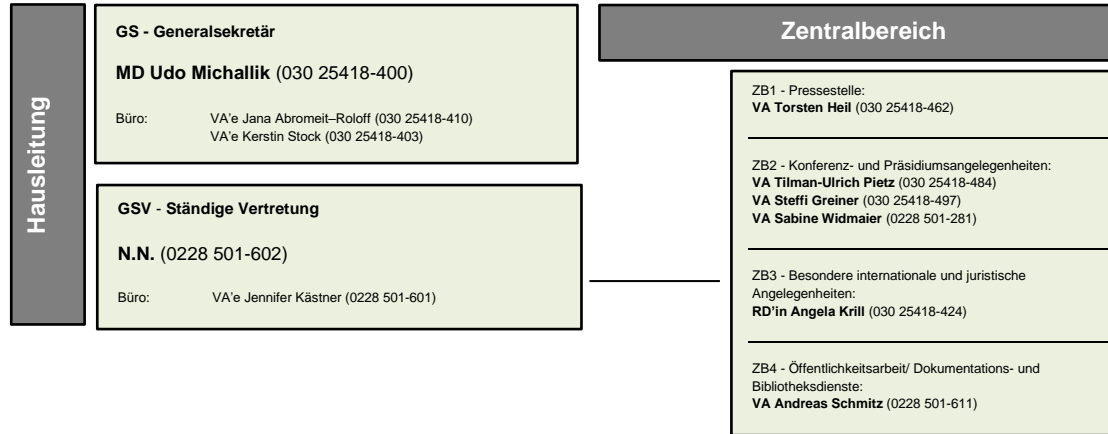 Hausleitung
GS - Generalsekretär
MD Udo Michallik (030 25418-400)
Büro: VA'e Jana Abromeit–Roloff (030 25418-410)
VA'e Kerstin Stock (030 25418-403)
GSV - Ständige Vertretung
N.N. (0228 501-602)
Büro: VA'e Jennifer Kästner (0228 501-601)
Zentralbereich
ZB1 - Pressestelle:
VA Torsten Heil (030 25418-462)
ZB2 - Konferenz- und Präsidiumsangelegenheiten:
VA Tilman-Ulrich Pietz (030 25418-484)
VA Steffi Greiner (030 25418-497)
VA Sabine Widmaier (0228 501-281)
ZB3 - Besondere internationale und juristische
Angelegenheiten:
RD'in Angela Krill (030 25418-424)
ZB4 - Öffentlichkeitsarbeit/ Dokumentations- und
Bibliotheksdienste:
VA Andreas Schmitz (0228 501-611)